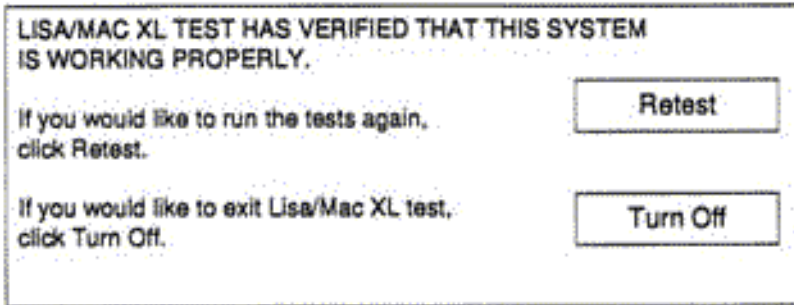 LISA/MAC XL TEST HAS VERIFIED THAT THIS SYSTEM
IS WORKING PROPERLY.
If you would like to run the tests again,
click Retest.
Retest
If you would like to exit Lisa/Mac XL test,
click Turn Off.
Turn Off